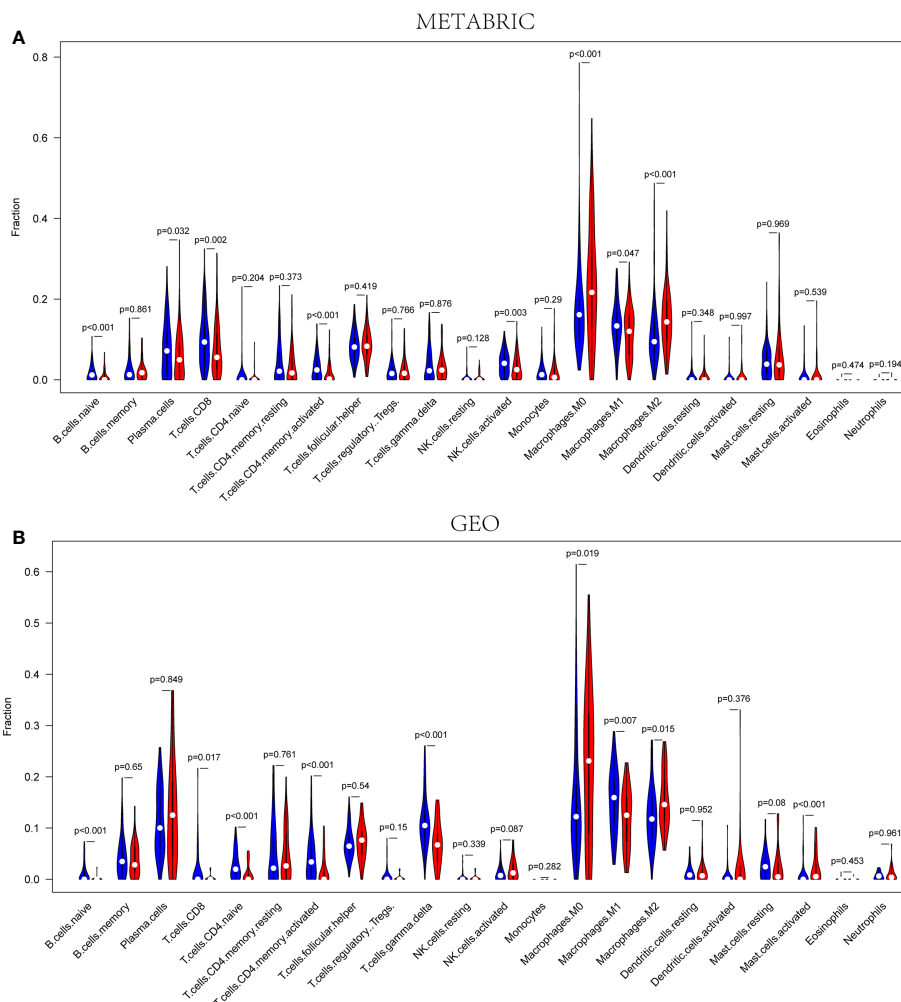 METABRIC
A
0.8
0.6
0.4
0.2
0.0
Fraction
p<0.001
p=0.861
p=0.032
p=0.002
p=0.204
p=0.373
p<0.001
p=0.419
p=0.766
p=0.876
p=0.128
p=0.003
p=0.29
p<0.001
p=0.047
p<0.001
p=0.348
p=0.997
p=0.969
p=0.539
p=0.474
p=0.194
B.cells.naive
B.cells.memory
Plasma.cells
T.cells.CD8
T.cells.CD4.naive
T.cells.CD4.memory.resting
T.cells.CD4.memory.activated
T.cells.follicular.helper
T.cells.regulatory..Tregs.
T.cells.gamma.delta
NK.cells.resting
NK.cells.activated
Monocytes
Macrophages.M0
Macrophages.M1
Macrophages.M2
Dendritic.cells.resting
Dendritic.cells.activated
Mast.cells.resting
Mast.cells.activated
Eosinophils
Neutrophils
GEO
B
0.6
0.5
0.4
0.3
0.2
0.1
0.0
Fraction
p<0.001
p=0.65
p=0.849
p=0.017
p<0.001
p=0.761
p<0.001
p=0.54
p=0.15
p<0.001
p=0.339
p=0.087
p=0.282
p=0.019
p=0.007
p=0.015
p=0.952
p=0.376
p=0.08
p<0.001
p=0.453
p=0.961
B.cells.naive
B.cells.memory
Plasma.cells
T.cells.CD8
T.cells.CD4.naive
T.cells.CD4.memory.resting
T.cells.CD4.memory.activated
T.cells.follicular.helper
T.cells.regulatory..Tregs.
T.cells.gamma.delta
NK.cells.resting
NK.cells.activated
Monocytes
Macrophages.M0
Macrophages.M1
Macrophages.M2
Dendritic.cells.resting
Dendritic.cells.activated
Mast.cells.resting
Mast.cells.activated
Eosinophils
Neutrophils